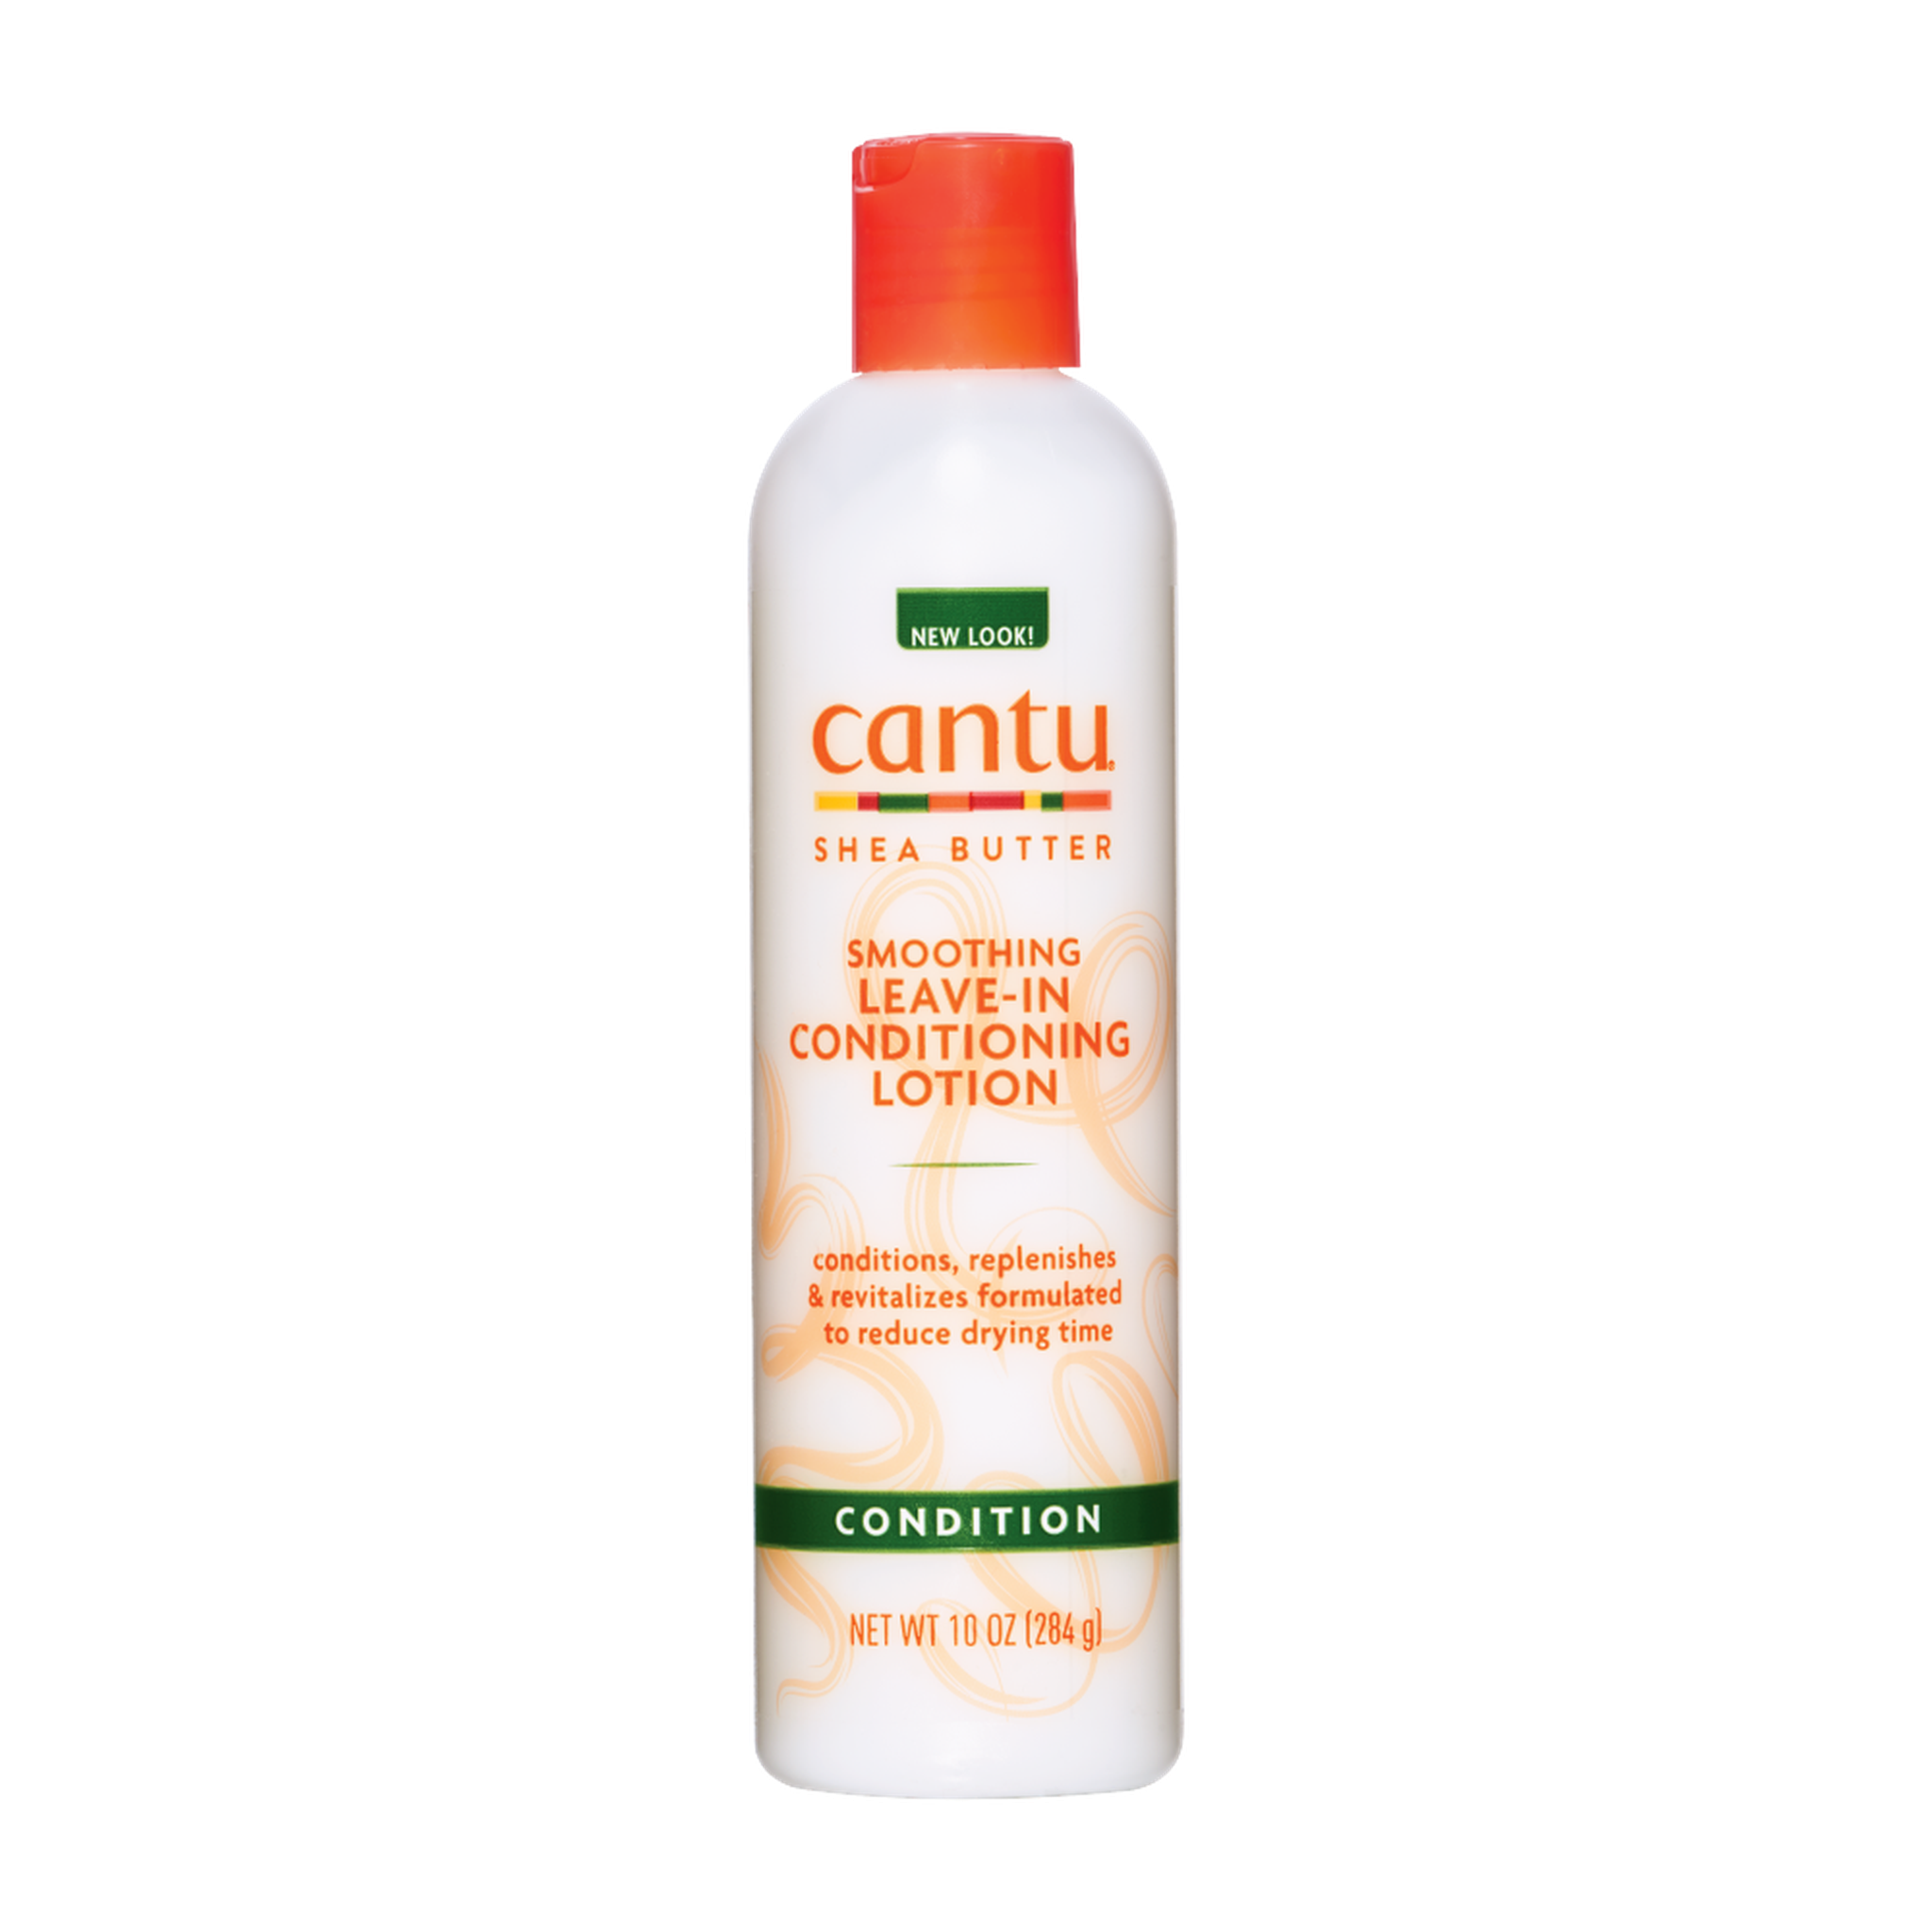 NEW LOOK!
cantu®
SHEA BUTTER
SMOOTHING
LEAVE-IN
CONDITIONING
LOTION
conditions, replenishes
& revitalizes formulated
to reduce drying time
CONDITION
NET WT 10 OZ (284 g)